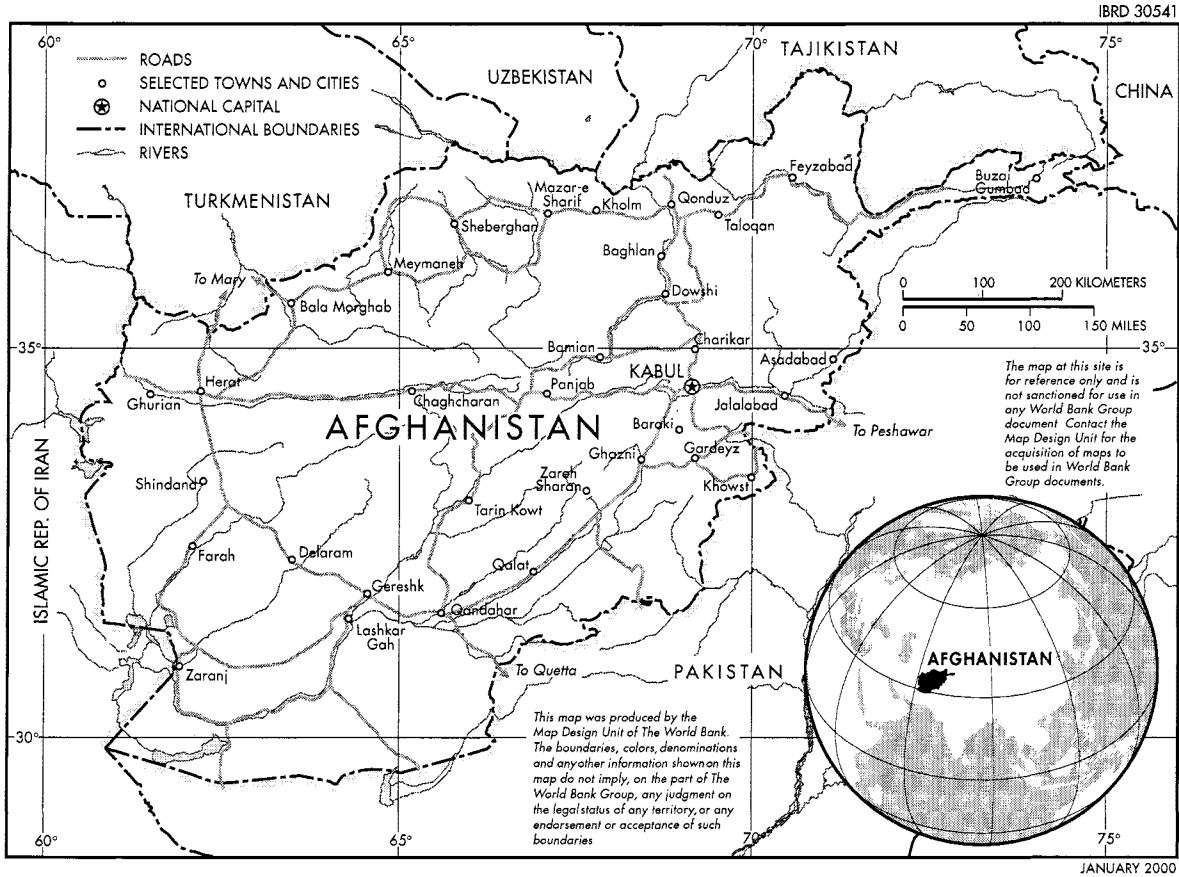 IBRD 30541
60°
65°
70°
75°
ROADS
SELECTED TOWNS AND CITIES
NATIONAL CAPITAL
INTERNATIONAL BOUNDARIES
RIVERS
UZBEKISTAN
TAJIKISTAN
CHINA
TURKMENISTAN
Feyzabad
Buzai
Gumbad
Mazar-e
Sharif
Kholm
Qonduz
Taloqan
Sheberghan
Baghlan
Meymaneh
To Mary
Bala Morghab
Dowshi
0 100 200 KILOMETERS
0 50 100 150 MILES
35°
35°
Bamian
Charikar
Asadabad
KABUL
Herat
Ghurian
Chaghcharan
Panjab
Jalalabad
AFGHANISTAN
Baraki
To Peshawar
The map at this site is
for reference only and is
not sanctioned for use in
any World Bank Group
document Contact the
Map Design Unit for the
acquisition of maps to
be used in World Bank
Group documents.
Ghazni
Gardeyz
Khowst
Zareh
Sharan
Shindand
Tarin Kowt
ISLAMIC REP. OF IRAN
Farah
Delaram
Qalat
Gereshk
Qandahar
Lashkar
Gah
Zaranj
To Quetta
PAKISTAN
AFGHANISTAN
30°
This map was produced by the
Map Design Unit of The World Bank.
The boundaries, colors, denominations
and any other information shown on this
map do not imply, on the part of The
World Bank Group, any judgment on
the legal status of any territory, or any
endorsement or acceptance of such
boundaries
60°
65°
70°
75°
JANUARY 2000